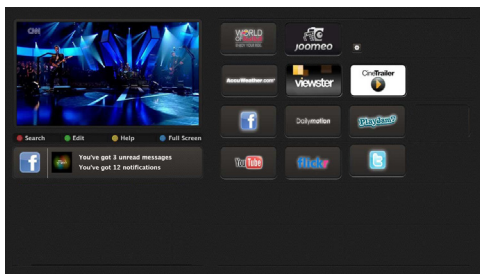 CNN
Search
Edit
Help
Full Screen
You've got 3 unread messages
You've got 12 notifications
WORLD
joomeo
AccuWeather.com
viewster
CineTrailer
Dailymotion
PlayJam
YouTube
flickr